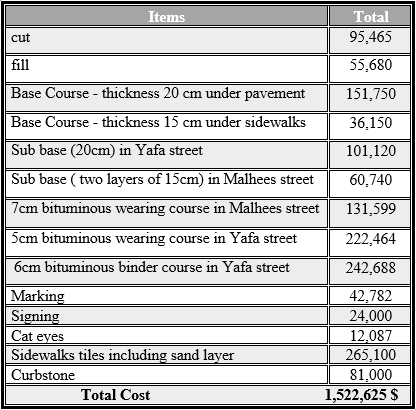 Items Total
cut 95,465
fill 55,680
Base Course - thickness 20 cm under pavement 151,750
Base Course - thickness 15 cm under sidewalks 36,150
Sub base (20cm) in Yafa street 101,120
Sub base ( two layers of 15cm) in Malhees street 60,740
7cm bituminous wearing course in Malhees street 131,599
5cm bituminous wearing course in Yafa street 222,464
6cm bituminous binder course in Yafa street 242,688
Marking 42,782
Signing 24,000
Cat eyes 12,087
Sidewalks tiles including sand layer 265,100
Curbstone 81,000
Total Cost 1,522,625 $